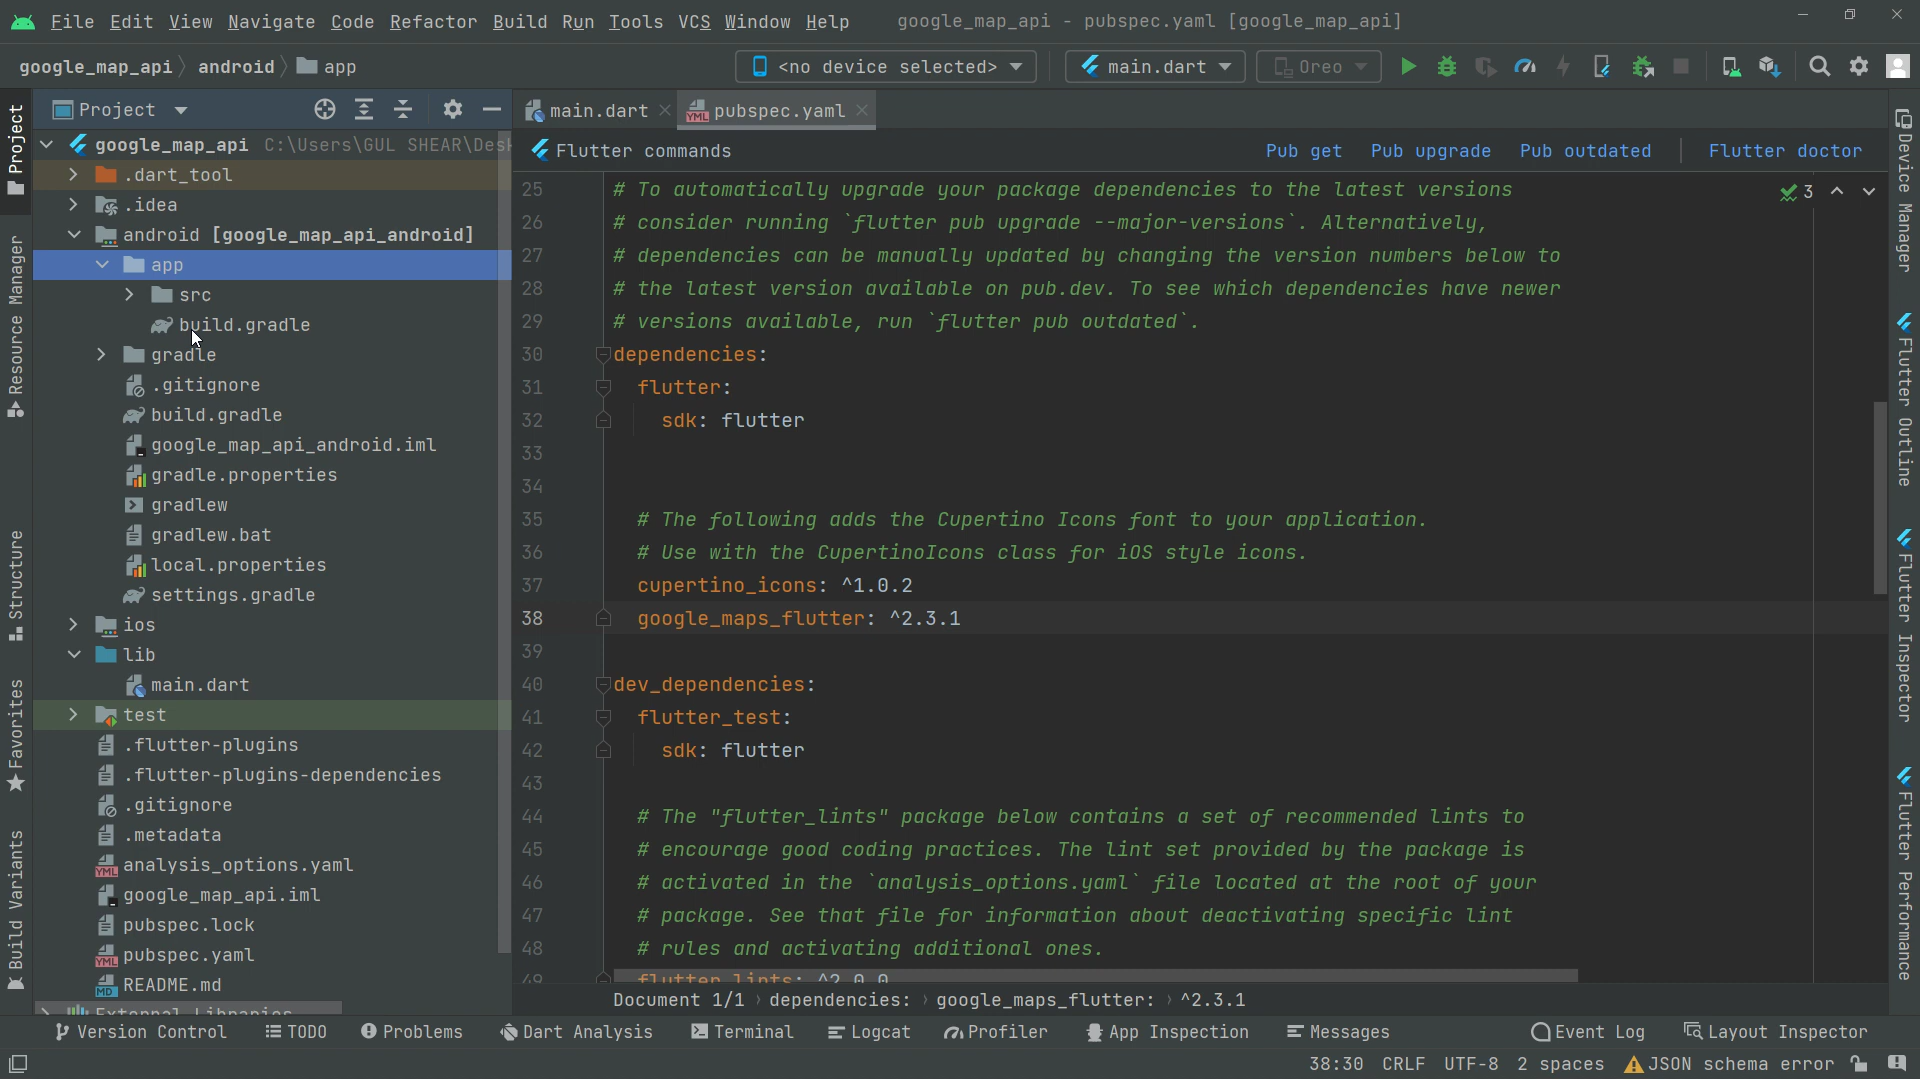 File Edit View Navigate Code Refactor Build Run Tools VCS Window Help google_map_api - pubspec.yaml [google_map_api]
google_map_api android app <no device selected> main.dart Oreo
Project
main.dart pubspec.yaml
google_map_api C:\Users\GUL SHEAR\Desk
Flutter commands Pub get Pub upgrade Pub outdated Flutter doctor
.dart_tool
.idea
android [google_map_api_android]
app
src
build.gradle
gradle
.gitignore
build.gradle
google_map_api_android.iml
gradle.properties
gradlew
gradlew.bat
local.properties
settings.gradle
ios
lib
main.dart
test
.flutter-plugins
.flutter-plugins-dependencies
.gitignore
.metadata
analysis_options.yaml
google_map_api.iml
pubspec.lock
pubspec.yaml
README.md
External Libraries
25 # To automatically upgrade your package dependencies to the latest versions
26 # consider running `flutter pub upgrade --major-versions`. Alternatively,
27 # dependencies can be manually updated by changing the version numbers below to
28 # the latest version available on pub.dev. To see which dependencies have newer
29 # versions available, run `flutter pub outdated`.
30 dependencies:
31 flutter:
32 sdk: flutter
33
34
35 # The following adds the Cupertino Icons font to your application.
36 # Use with the CupertinoIcons class for iOS style icons.
37 cupertino_icons: ^1.0.2
38 google_maps_flutter: ^2.3.1
39
40 dev_dependencies:
41 flutter_test:
42 sdk: flutter
43
44 # The "flutter_lints" package below contains a set of recommended lints to
45 # encourage good coding practices. The lint set provided by the package is
46 # activated in the `analysis_options.yaml` file located at the root of your
47 # package. See that file for information about deactivating specific lint
48 # rules and activating additional ones.
49 flutter_lints: ^2.0.0
3
Document 1/1 dependencies: google_maps_flutter: ^2.3.1
Project
Resource Manager
Structure
Favorites
Build Variants
Device Manager
Flutter Outline
Flutter Inspector
Flutter Performance
Version Control TODO Problems Dart Analysis Terminal Logcat Profiler App Inspection Messages Event Log Layout Inspector
38:30 CRLF UTF-8 2 spaces JSON schema error